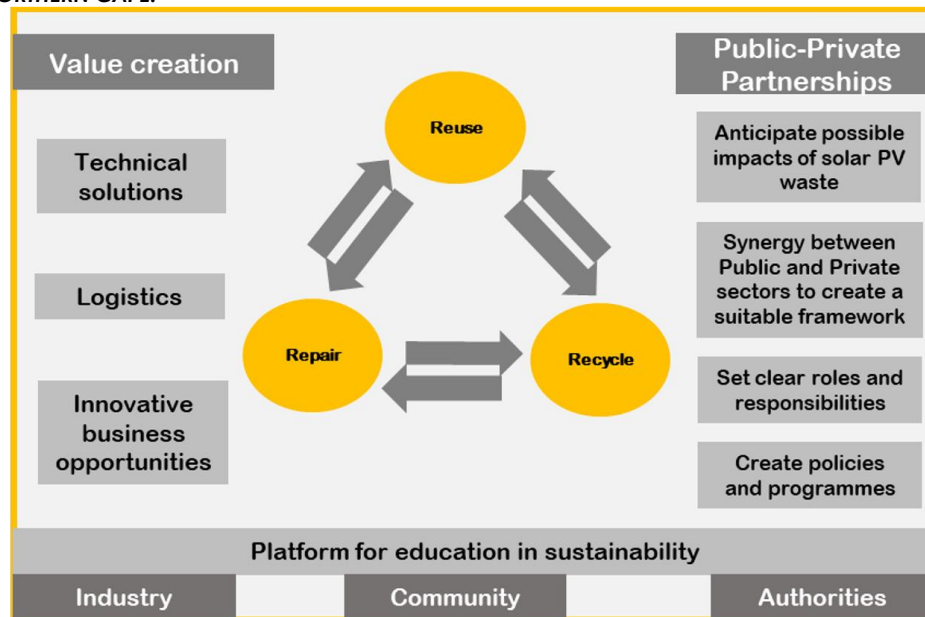 Value creation
Public-Private
Partnerships
Reuse
Technical
solutions
Anticipate possible
impacts of solar PV
waste
Logistics
Synergy between
Public and Private
sectors to create a
suitable framework
Repair
Recycle
Innovative
business
opportunities
Set clear roles and
responsibilities
Create policies
and programmes
Platform for education in sustainability
Industry
Community
Authorities